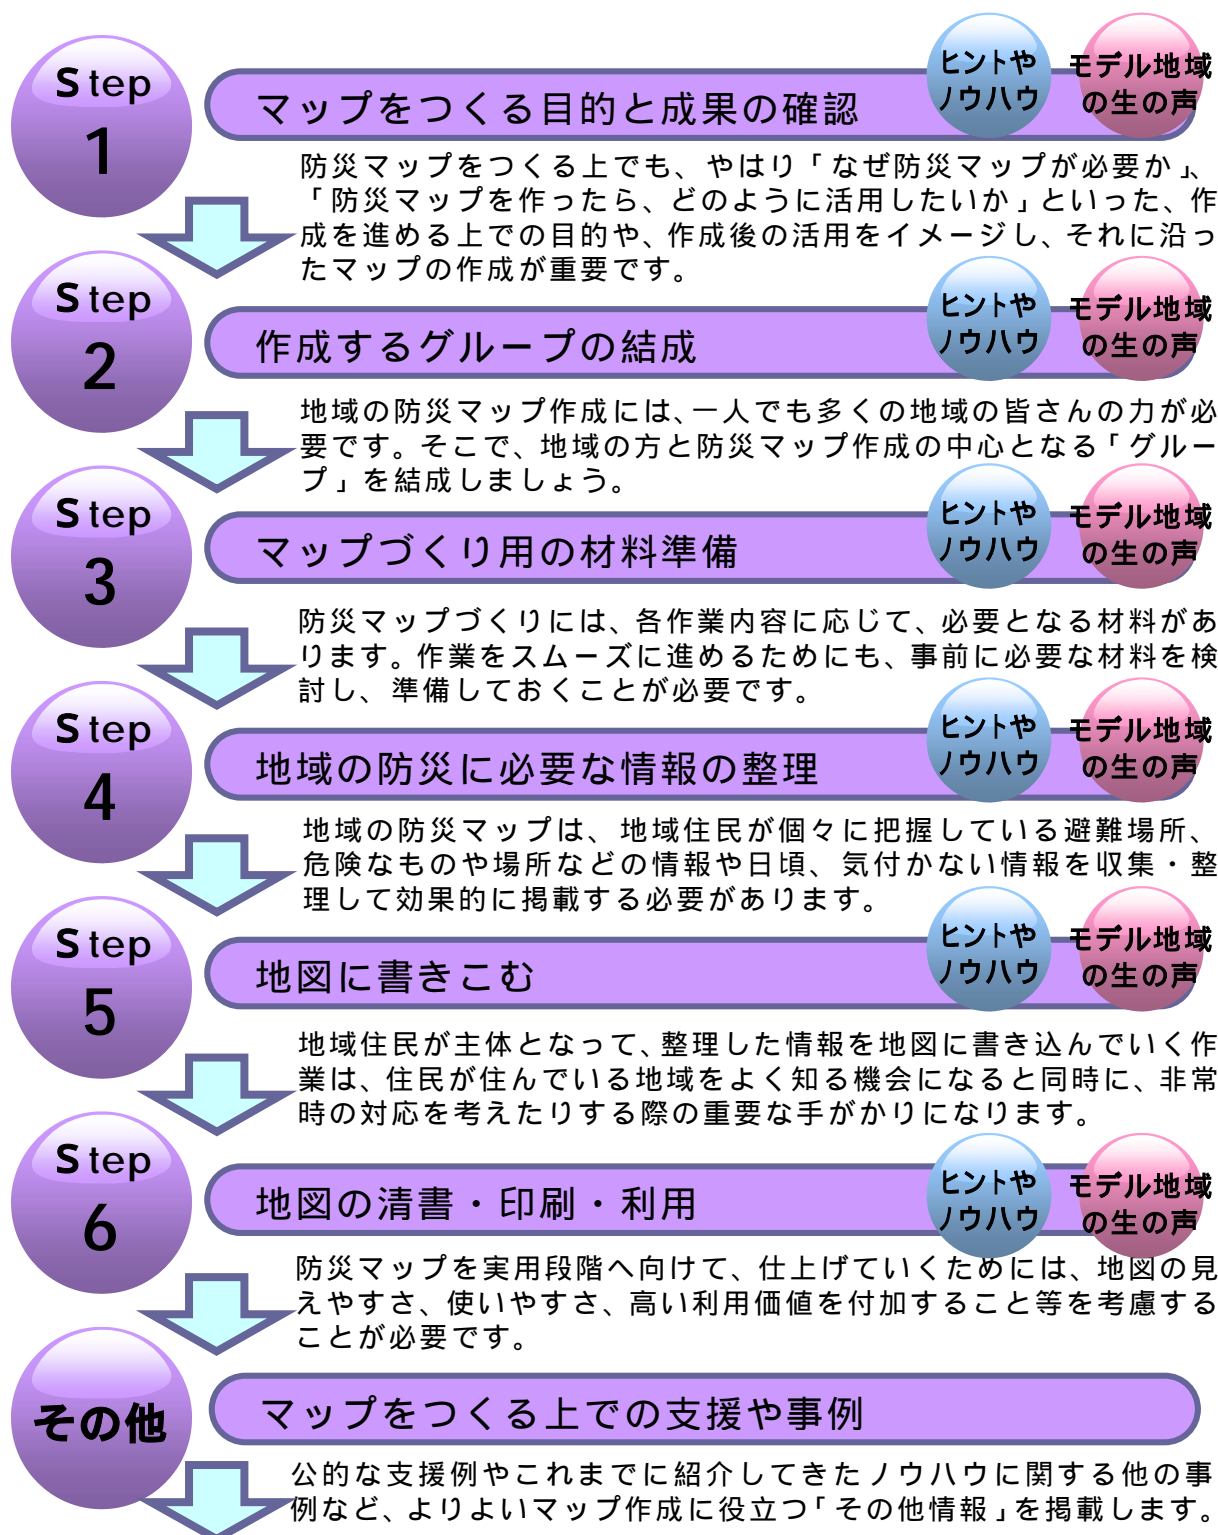 Step
1
マップをつくる目的と成果の確認
ヒントや
ノウハウ
モデル地域
の生の声
防災マップをつくる上でも、やはり「なぜ防災マップが必要か」、
「防災マップを作ったら、どのように活用したいか」といった、作
成を進める上での目的や、作成後の活用をイメージし、それに沿っ
たマップの作成が重要です。
Step
2
作成するグループの結成
ヒントや
ノウハウ
モデル地域
の生の声
地域の防災マップ作成には、一人でも多くの地域の皆さんの力が必
要です。そこで、地域の方と防災マップ作成の中心となる「グルー
プ」を結成しましょう。
Step
3
マップづくり用の材料準備
ヒントや
ノウハウ
モデル地域
の生の声
防災マップづくりには、各作業内容に応じて、必要となる材料があ
ります。作業をスムーズに進めるためにも、事前に必要な材料を検
討し、準備しておくことが必要です。
Step
4
地域の防災に必要な情報の整理
ヒントや
ノウハウ
モデル地域
の生の声
地域の防災マップは、地域住民が個々に把握している避難場所、
危険なものや場所などの情報や日頃、気付かない情報を収集・整
理して効果的に掲載する必要があります。
Step
5
地図に書きこむ
ヒントや
ノウハウ
モデル地域
の生の声
地域住民が主体となって、整理した情報を地図に書き込んでいく作
業は、住民が住んでいる地域をよく知る機会になると同時に、非常
時の対応を考えたりする際の重要な手がかりになります。
Step
6
地図の清書・印刷・利用
ヒントや
ノウハウ
モデル地域
の生の声
防災マップを実用段階へ向けて、仕上げていくためには、地図の見
えやすさ、使いやすさ、高い利用価値を付加すること等を考慮する
ことが必要です。
その他
マップをつくる上での支援や事例
公的な支援例やこれまでに紹介してきたノウハウに関する他の事
例など、よりよいマップ作成に役立つ「その他情報」を掲載します。